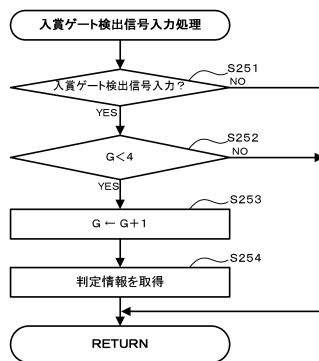 入賞ゲート検出信号入力処理
S251
入賞ゲート検出信号入力？
NO
YES
S252
G＜4
NO
YES
S253
G ← G＋1
S254
判定情報を取得
RETURN